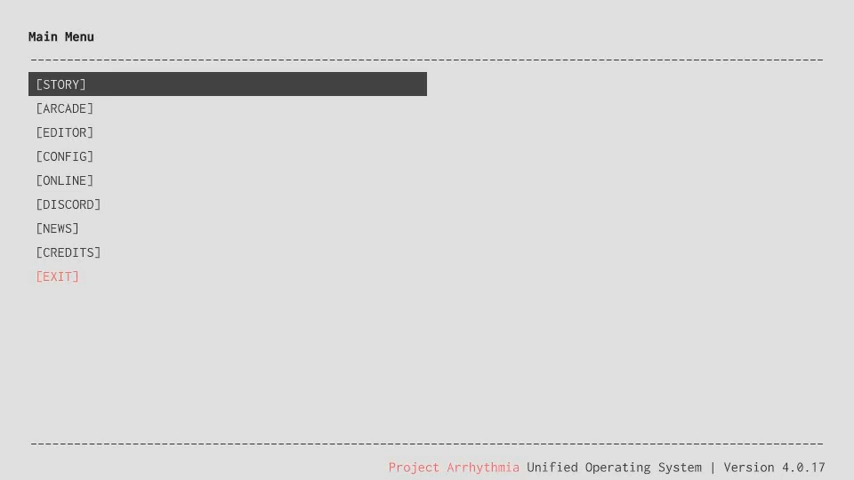 Main Menu
[STORY]
[ARCADE]
[EDITOR]
[CONFIG]
[ONLINE]
[DISCORD]
[NEWS]
[CREDITS]
[EXIT]
Project Arrhythmia Unified Operating System | Version 4.0.17